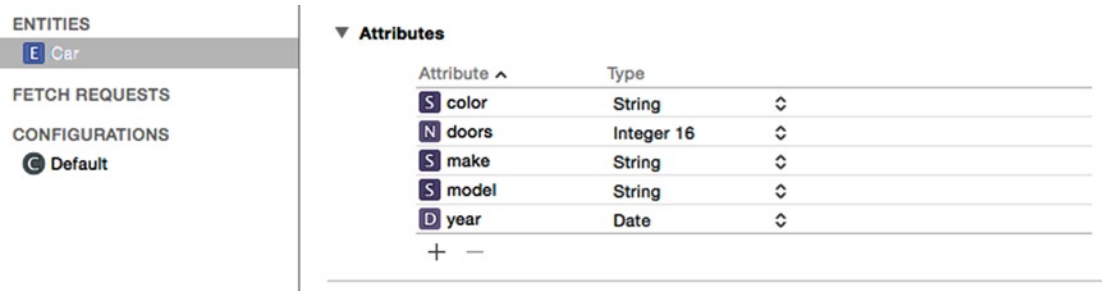 ENTITIES
E Car
FETCH REQUESTS
CONFIGURATIONS
C Default
Attributes
Attribute Type
S color String
N doors Integer 16
S make String
S model String
D year Date